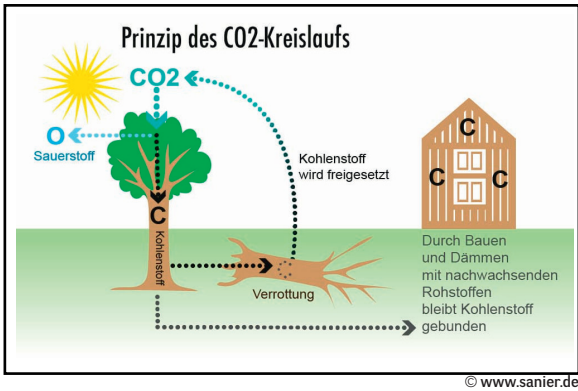 Prinzip des CO2-Kreislaufs
CO2
O
Sauerstoff
C
Kohlenstoff
Kohlenstoff
wird freigesetzt
Verrottung
C
C
C
Durch Bauen
und Dämmen
mit nachwachsenden
Rohstoffen
bleibt Kohlenstoff
gebunden
© www.sanier.de